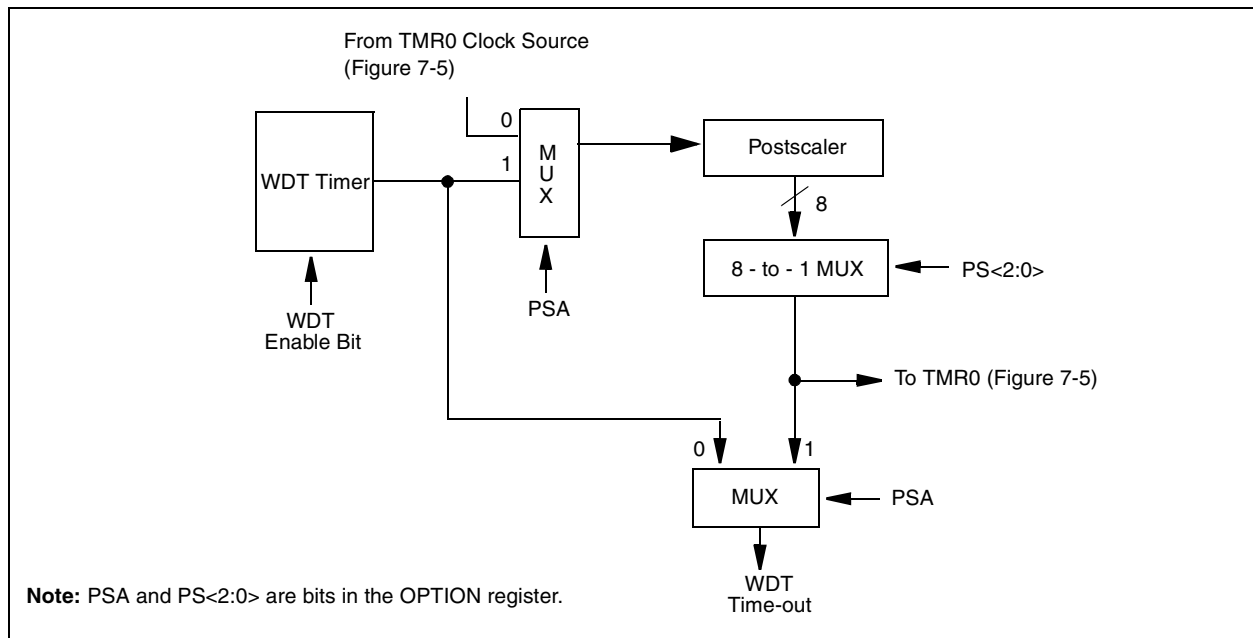 From TMR0 Clock Source
(Figure 7-5)
0
1
M
U
X
WDT Timer
Postscaler
8
8 - to - 1 MUX
PS<2:0>
PSA
WDT
Enable Bit
To TMR0 (Figure 7-5)
0
1
MUX
PSA
WDT
Time-out
Note: PSA and PS<2:0> are bits in the OPTION register.